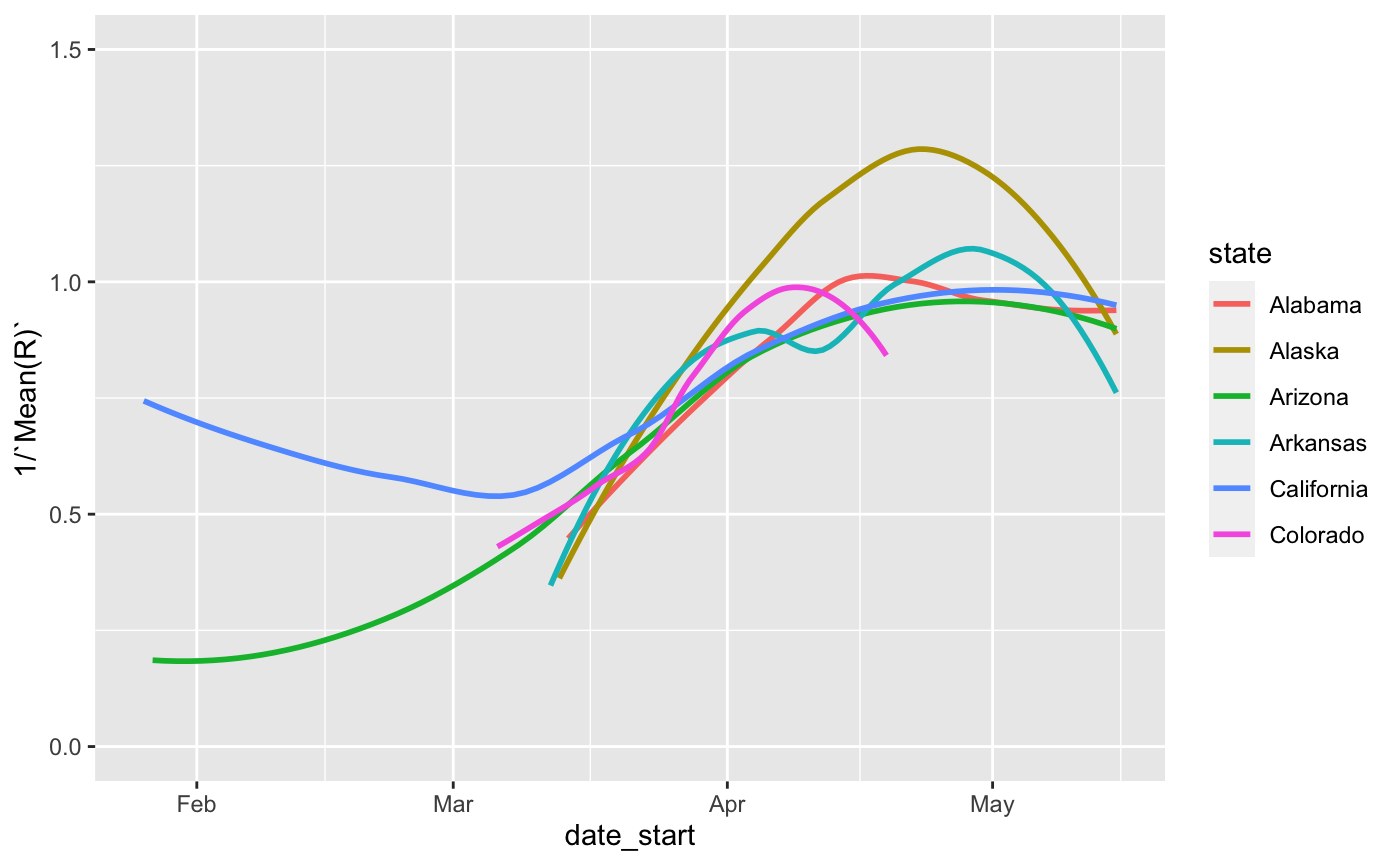 1.5
1.0
0.5
0.0
1/`Mean(R)`
Feb Mar Apr May
date_start
state
Alabama
Alaska
Arizona
Arkansas
California
Colorado